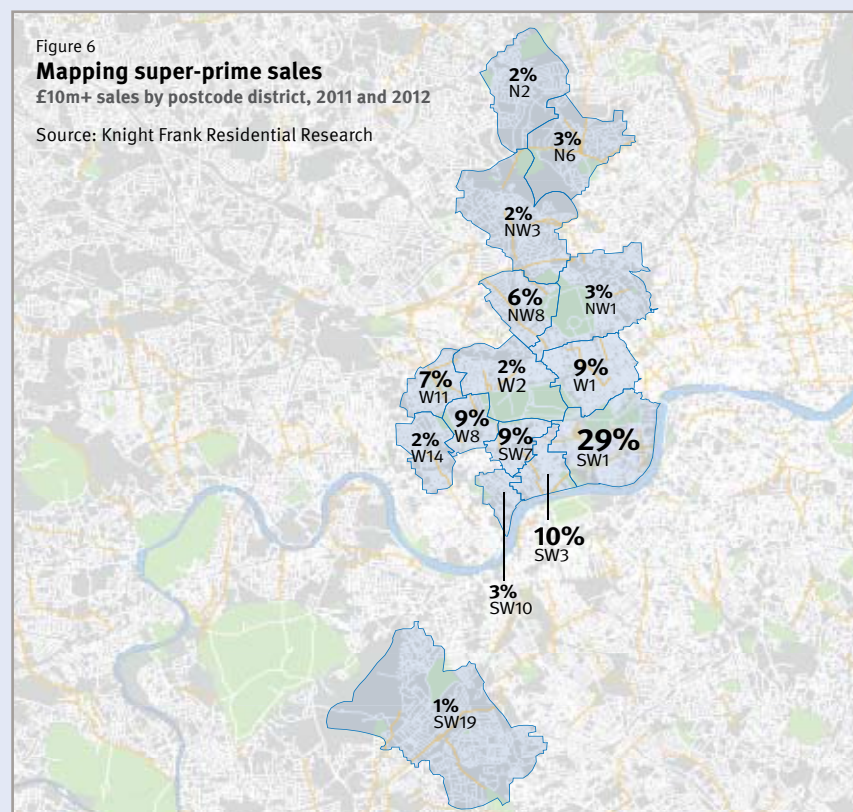 Figure 6
Mapping super-prime sales
£10m+ sales by postcode district, 2011 and 2012
Source: Knight Frank Residential Research
2%
N2
3%
N6
2%
NW3
6%
NW8
3%
NW1
7%
W11
2%
W2
9%
W1
2%
W14
9%
W8
9%
SW7
29%
SW1
10%
SW3
3%
SW10
1%
SW19